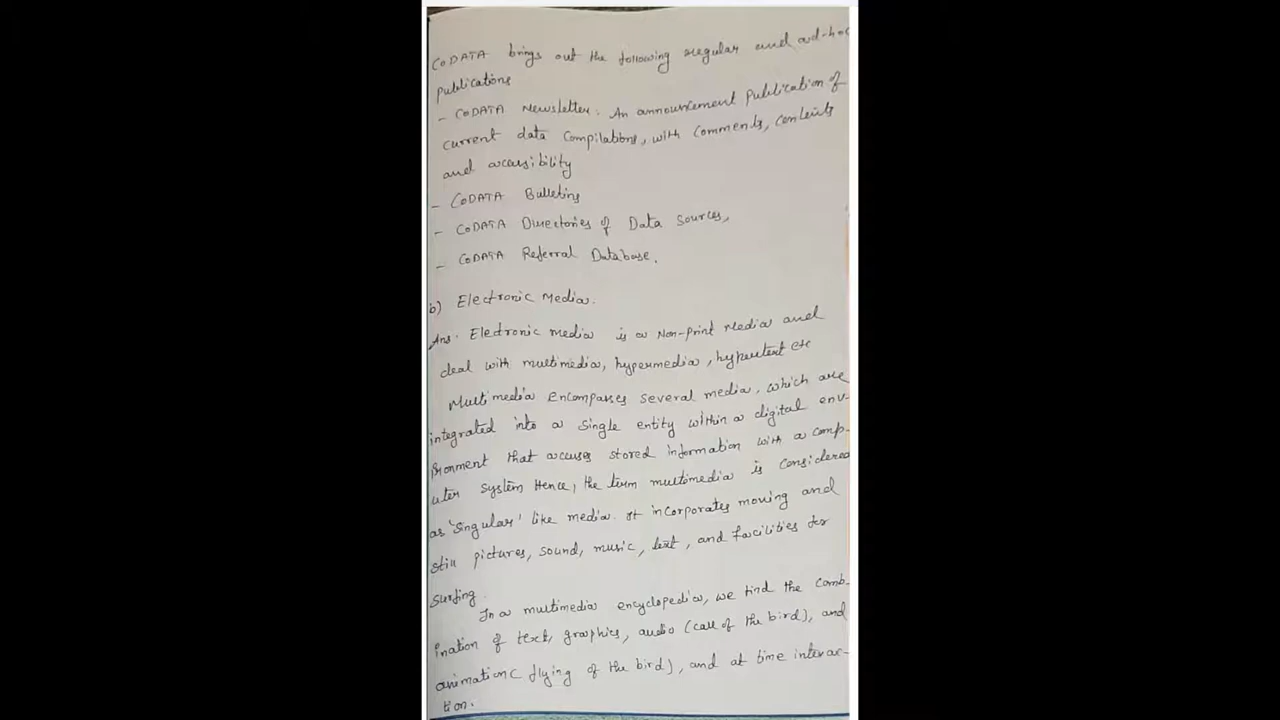 CODATA brings out the following regular and ad-hoc
publications
- CODATA Newsletter: An announcement publication of
current data compilations, with comments, contents
and accessibility
- CODATA Bulletins
- CODATA Directories of Data Sources,
- CODATA Referral Database.
b) Electronic Media.
Ans. Electronic media is a Non-print Media and
deal with multimedia, hypermedia, hypertext etc
Multimedia encompasses several media, which are
integrated into a single entity within a digital env-
ironment that accuses stored information with a comp-
uter system Hence, the term multimedia is considered
as 'singular' like media. It incorporates moving and
still pictures, sound, music, text, and facilities for
surfing.
In a multimedia encyclopedia, we find the comb-
ination of text, graphics, audio (call of the bird), and
animation( flying of the bird), and at time interac-
tion.